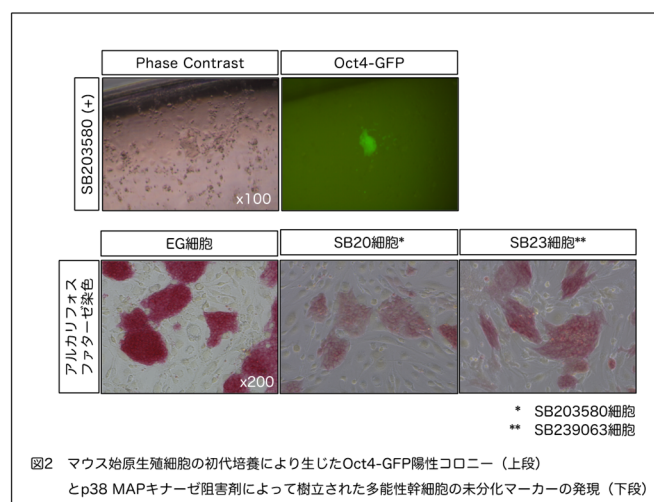 Phase Contrast
Oct4-GFP
SB203580 (+)
x100
EG細胞
SB20細胞*
SB23細胞**
アルカリフォス
ファターゼ染色
x200
* SB203580細胞
** SB239063細胞
図2 マウス始原生殖細胞の初代培養により生じたOct4-GFP陽性コロニー（上段）
とp38 MAPキナーゼ阻害剤によって樹立された多能性幹細胞の未分化マーカーの発現（下段）